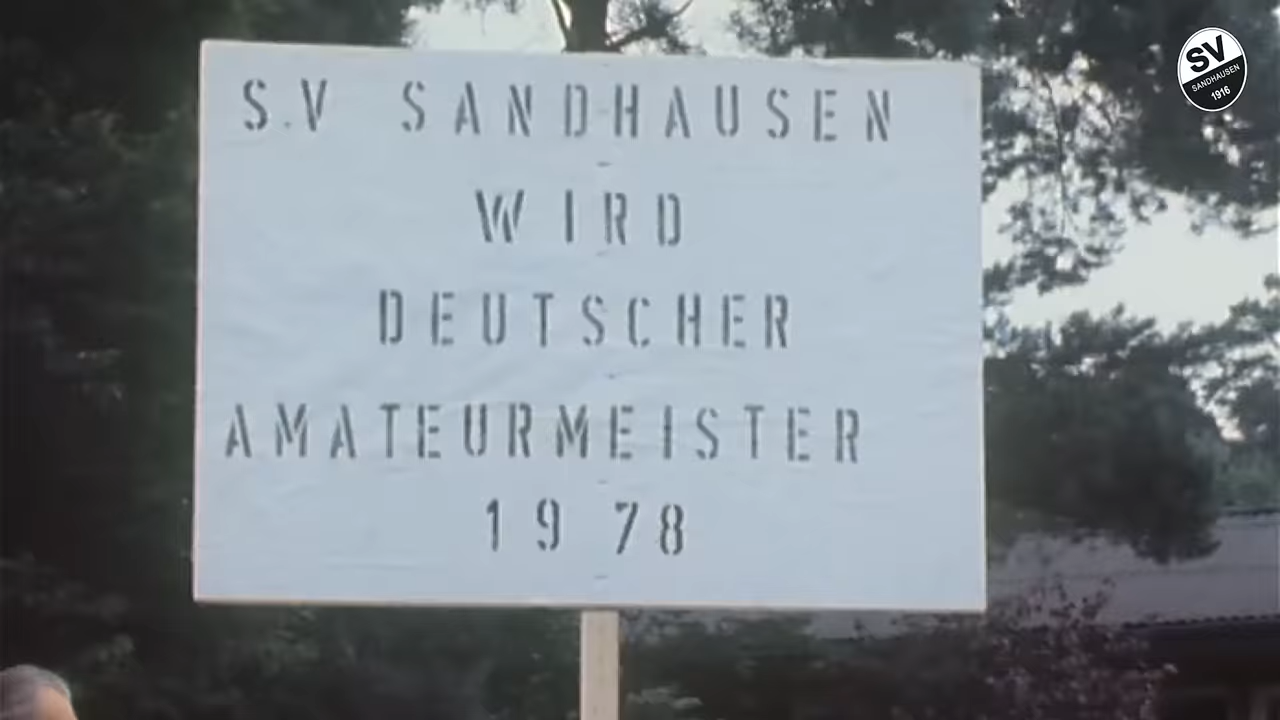 S.V SANDHAUSEN
WIRD
DEUTSCHER
AMATEURMEISTER
1978
SV
SANDHAUSEN
1916